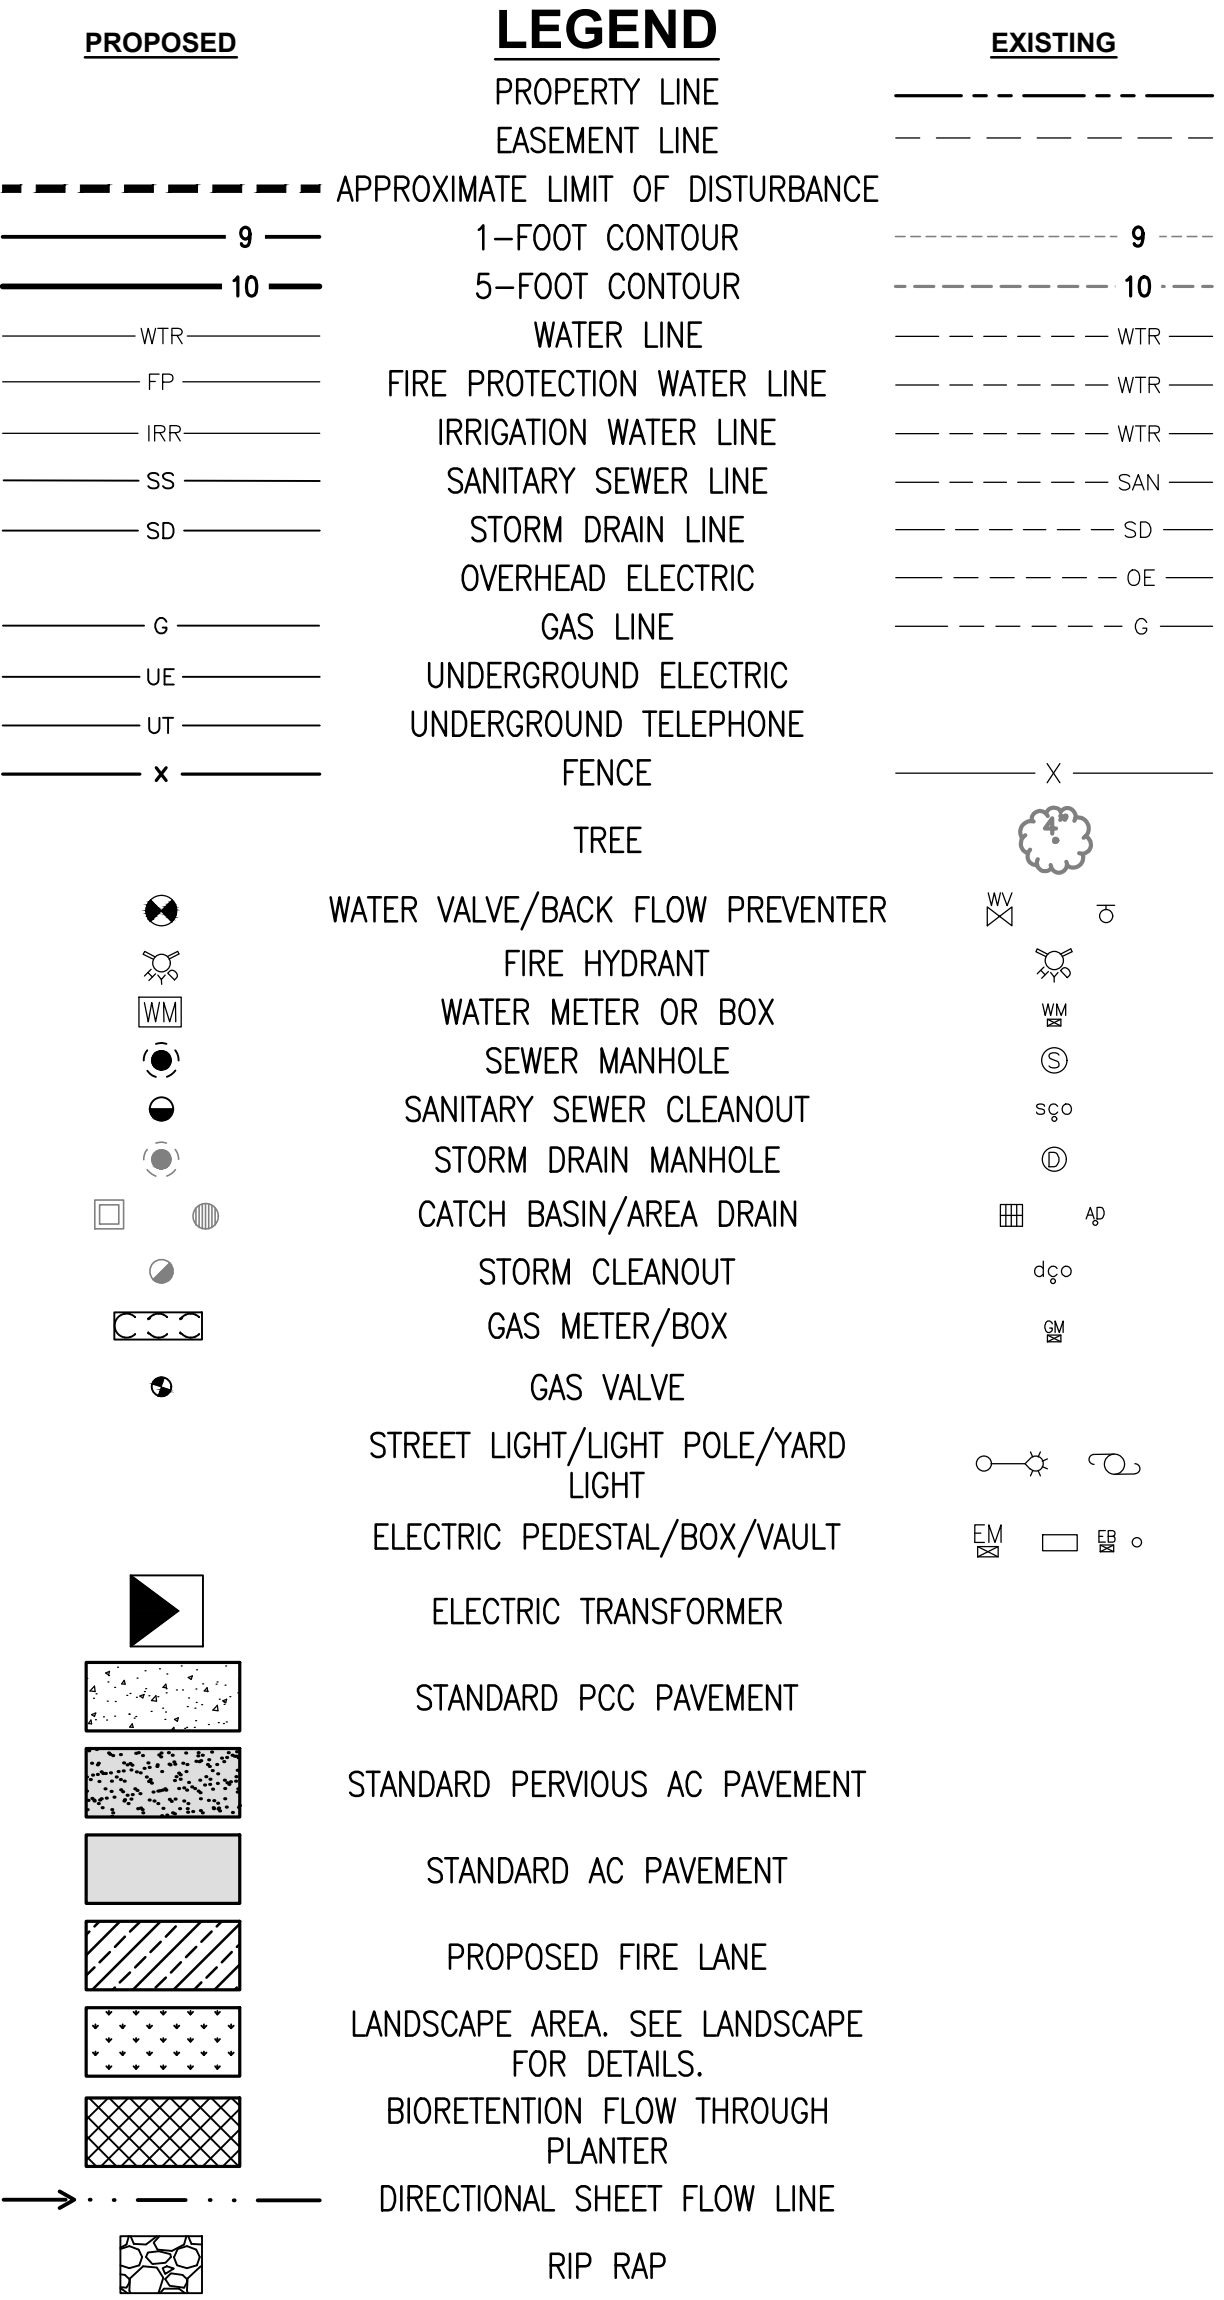 PROPOSED LEGEND EXISTING
PROPERTY LINE
EASEMENT LINE
APPROXIMATE LIMIT OF DISTURBANCE
9 1-FOOT CONTOUR 9
10 5-FOOT CONTOUR 10
WTR WATER LINE WTR
FP FIRE PROTECTION WATER LINE WTR
IRR IRRIGATION WATER LINE WTR
SS SANITARY SEWER LINE SAN
SD STORM DRAIN LINE SD
OVERHEAD ELECTRIC OE
G GAS LINE G
UE UNDERGROUND ELECTRIC
UT UNDERGROUND TELEPHONE
X FENCE X
TREE 4"
WATER VALVE/BACK FLOW PREVENTER WV
HYD FIRE HYDRANT HYD
WM WATER METER OR BOX WM
SEWER MANHOLE S
SANITARY SEWER CLEANOUT sco
STORM DRAIN MANHOLE D
CATCH BASIN/AREA DRAIN AD
STORM CLEANOUT dco
GAS METER/BOX GM
GAS VALVE
STREET LIGHT/LIGHT POLE/YARD
LIGHT
ELECTRIC PEDESTAL/BOX/VAULT EM EB
ELECTRIC TRANSFORMER
STANDARD PCC PAVEMENT
STANDARD PERVIOUS AC PAVEMENT
STANDARD AC PAVEMENT
PROPOSED FIRE LANE
LANDSCAPE AREA. SEE LANDSCAPE
FOR DETAILS.
BIORETENTION FLOW THROUGH
PLANTER
DIRECTIONAL SHEET FLOW LINE
RIP RAP